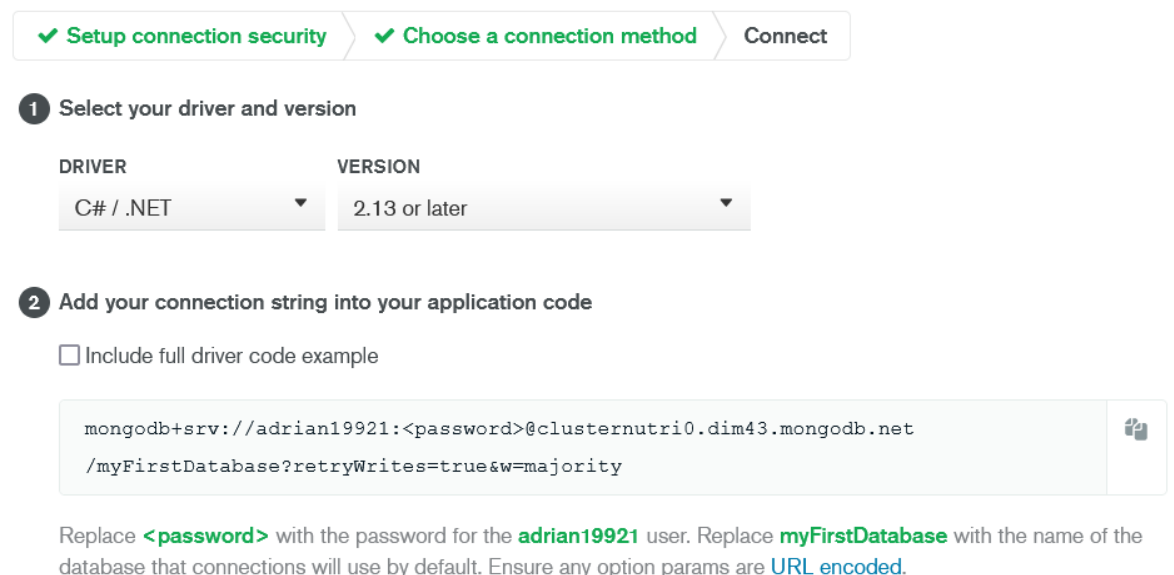 ✔ Setup connection security ✔ Choose a connection method Connect
1 Select your driver and version
DRIVER VERSION
C# / .NET 2.13 or later
2 Add your connection string into your application code
Include full driver code example
mongodb+srv://adrian19921:<password>@clusternutri0.dim43.mongodb.net
/myFirstDatabase?retryWrites=true&w=majority
Replace <password> with the password for the adrian19921 user. Replace myFirstDatabase with the name of the
database that connections will use by default. Ensure any option params are URL encoded.